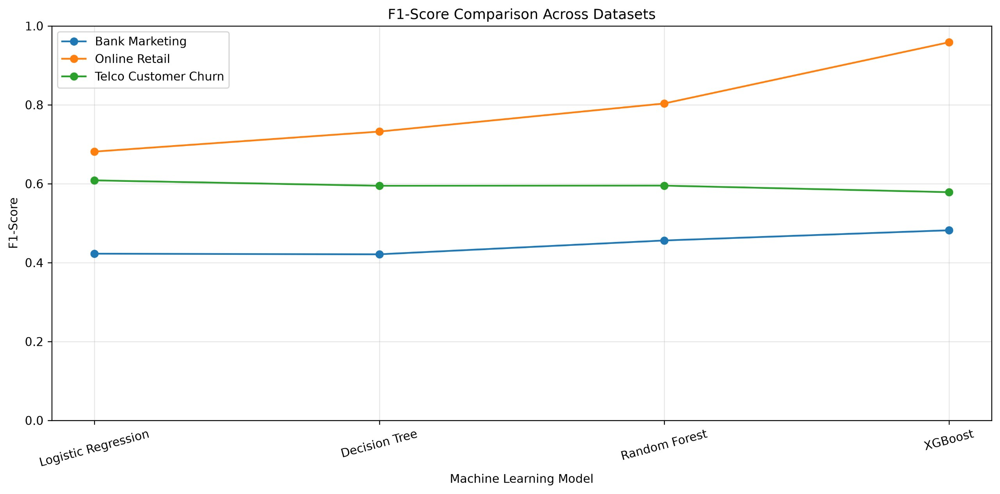 F1-Score Comparison Across Datasets
1.0
0.8
0.6
0.4
0.2
0.0
F1-Score
Bank Marketing
Online Retail
Telco Customer Churn
Logistic Regression
Decision Tree
Random Forest
XGBoost
Machine Learning Model